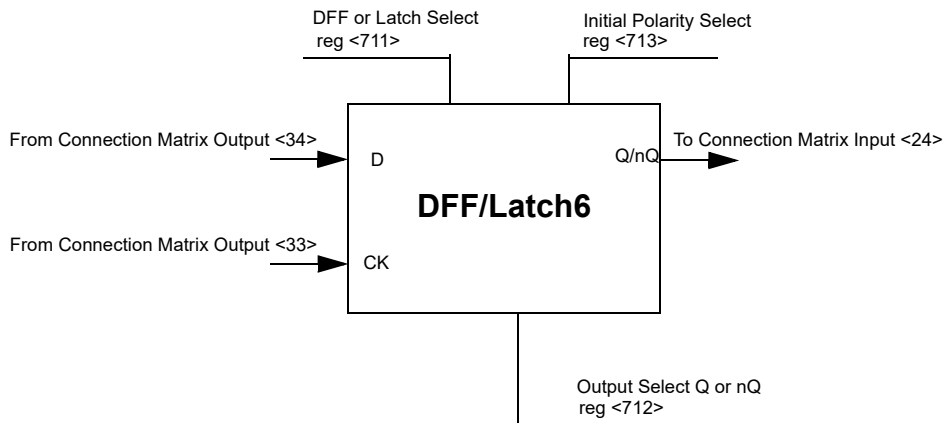 DFF or Latch Select
reg <711>
Initial Polarity Select
reg <713>
From Connection Matrix Output <34>
D
Q/nQ
To Connection Matrix Input <24>
DFF/Latch6
From Connection Matrix Output <33>
CK
Output Select Q or nQ
reg <712>